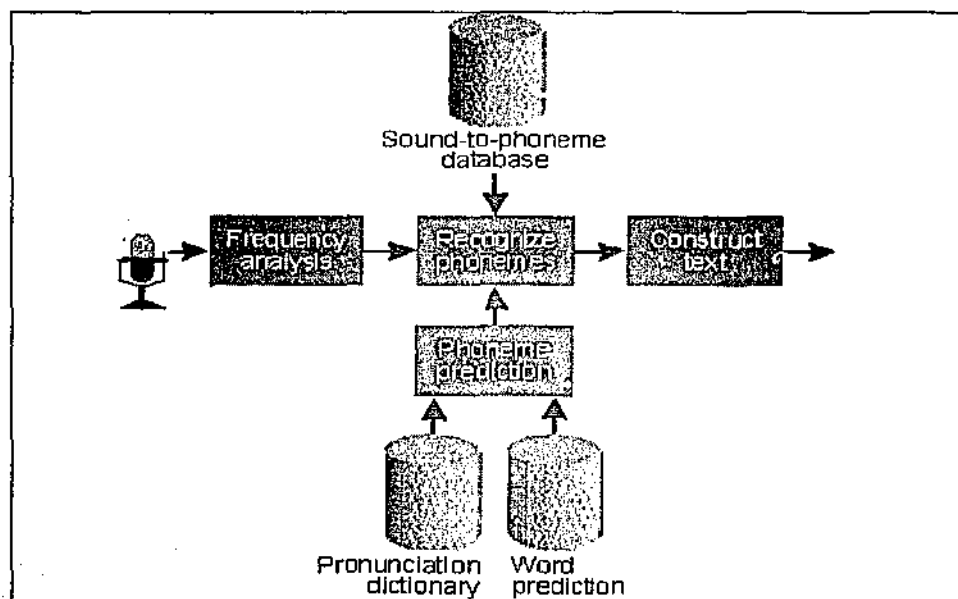 Sound-to-phoneme
database
Frequency
analysis
Recognize
phonemes
Construct
text
Phoneme
prediction
Pronunciation
dictionary
Word
prediction